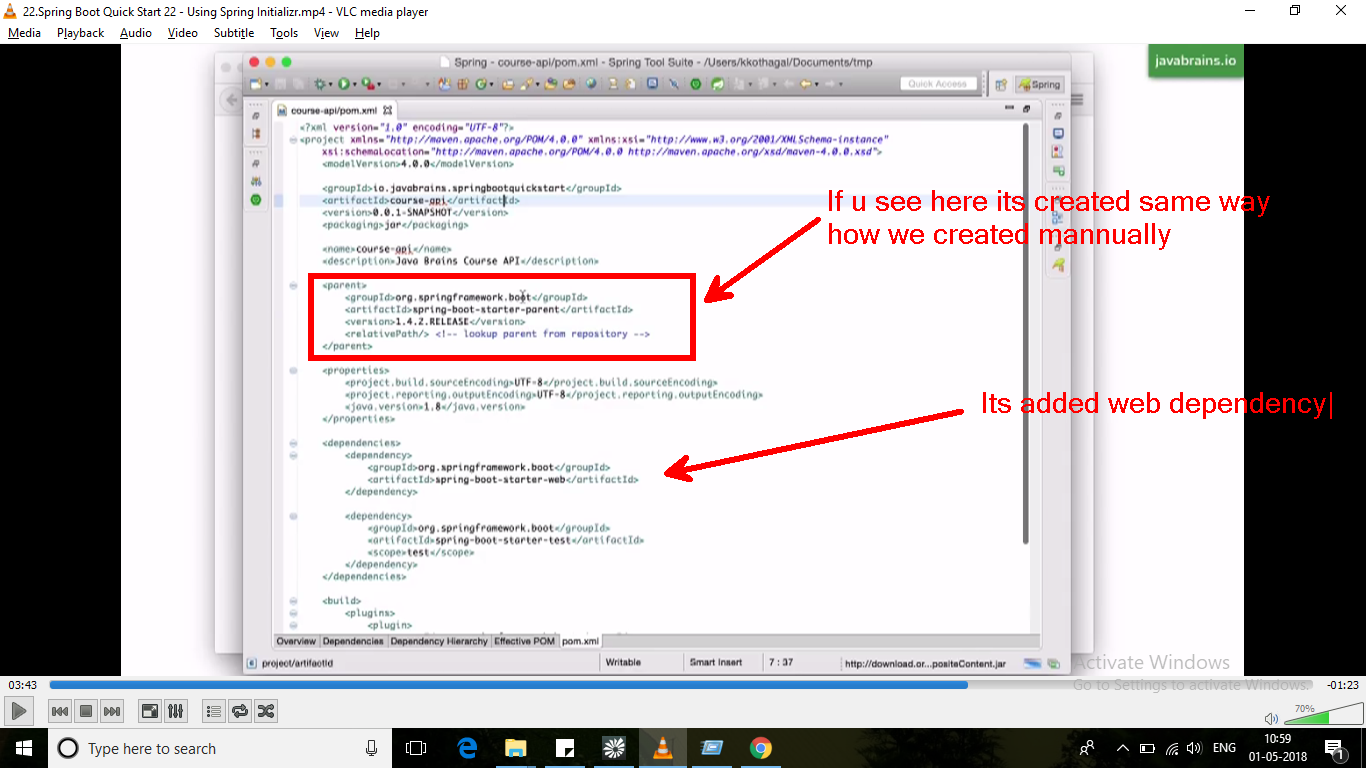 22.Spring Boot Quick Start 22 - Using Spring Initializr.mp4 - VLC media player
Media Playback Audio Video Subtitle Tools View Help
javabrains.io
Spring - course-api/pom.xml - Spring Tool Suite - /Users/kkothagal/Documents/tmp
Quick Access
Spring
course-api/pom.xml
<?xml version="1.0" encoding="UTF-8"?>
<project xmlns="http://maven.apache.org/POM/4.0.0" xmlns:xsi="http://www.w3.org/2001/XMLSchema-instance"
xsi:schemaLocation="http://maven.apache.org/POM/4.0.0 http://maven.apache.org/xsd/maven-4.0.0.xsd">
<modelVersion>4.0.0</modelVersion>
<groupId>io.javabrains.springbootquickstart</groupId>
<artifactId>course-api</artifactId>
<version>0.0.1-SNAPSHOT</version>
<packaging>jar</packaging>
<name>course-api</name>
<description>Java Brains Course API</description>
If u see here its created same way
how we created mannually
<parent>
<groupId>org.springframework.boot</groupId>
<artifactId>spring-boot-starter-parent</artifactId>
<version>1.4.2.RELEASE</version>
<relativePath/> <!-- lookup parent from repository -->
</parent>
<properties>
<project.build.sourceEncoding>UTF-8</project.build.sourceEncoding>
<project.reporting.outputEncoding>UTF-8</project.reporting.outputEncoding>
<java.version>1.8</java.version>
</properties>
Its added web dependency
<dependencies>
<dependency>
<groupId>org.springframework.boot</groupId>
<artifactId>spring-boot-starter-web</artifactId>
</dependency>
<dependency>
<groupId>org.springframework.boot</groupId>
<artifactId>spring-boot-starter-test</artifactId>
<scope>test</scope>
</dependency>
</dependencies>
<build>
<plugins>
<plugin>
Overview Dependencies Dependency Hierarchy Effective POM pom.xml
project/artifactId Writable Smart Insert 7 : 37 http://download.or...positeContent.jar
Activate Windows
Go to Settings to activate Windows.
03:43 -01:23
70%
Type here to search
ENG
10:59
01-05-2018
1